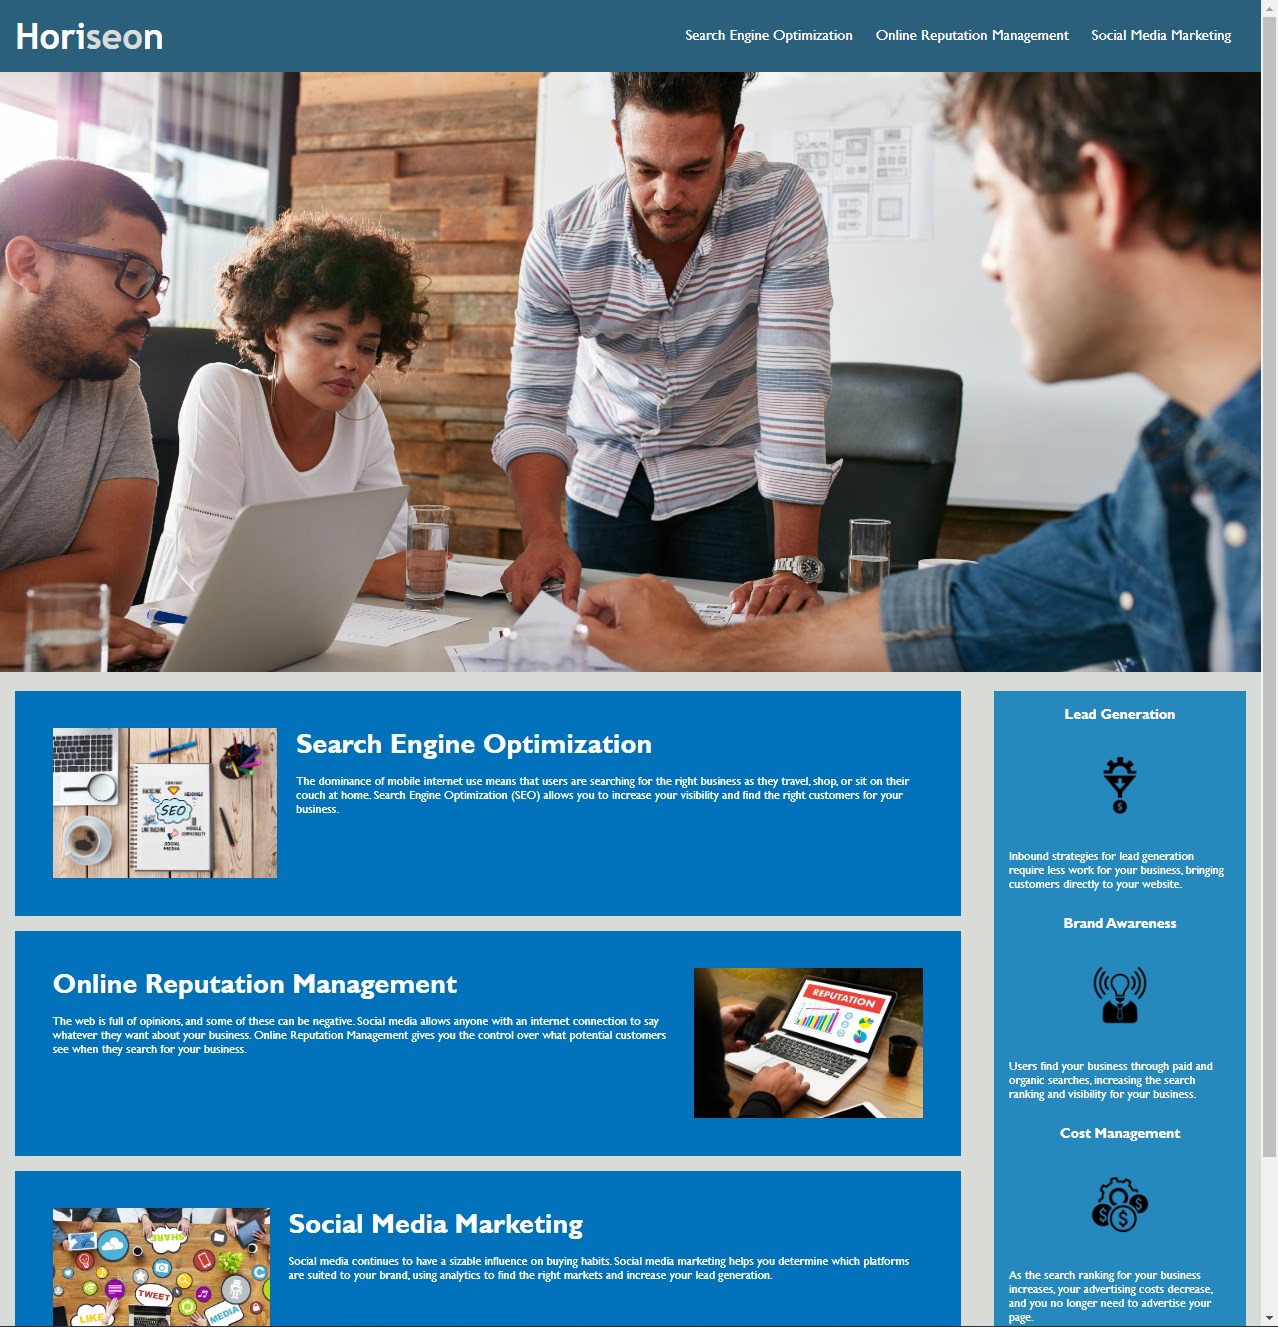 Horiseon
Search Engine Optimization
Online Reputation Management
Social Media Marketing
Search Engine Optimization
The dominance of mobile internet use means that users are searching for the right business as they travel, shop, or sit on their
couch at home. Search Engine Optimization (SEO) allows you to increase your visibility and find the right customers for your
business.
SEO
SOCIAL
MEDIA
Online Reputation Management
The web is full of opinions, and some of these can be negative. Social media allows anyone with an internet connection to say
whatever they want about your business. Online Reputation Management gives you the control over what potential customers
see when they search for your business.
REPUTATION
Social Media Marketing
Social media continues to have a sizable influence on buying habits. Social media marketing helps you determine which platforms
are suited to your brand, using analytics to find the right markets and increase your lead generation.
SHARE
TWEET
LIKE
MEDIA
Lead Generation
$
Inbound strategies for lead generation
require less work for your business, bringing
customers directly to your website.
Brand Awareness
Users find your business through paid and
organic searches, increasing the search
ranking and visibility for your business.
Cost Management
$ $ $
As the search ranking for your business
increases, your advertising costs decrease,
and you no longer need to advertise your
page.